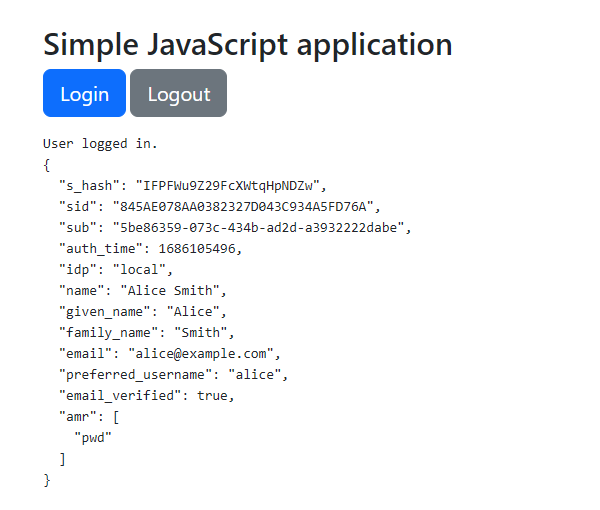 Simple JavaScript application
Login Logout
User logged in.
{
  "s_hash": "IFPFWu9Z29FcXWtqHpNDZw",
  "sid": "845AE078AA0382327D043C934A5FD76A",
  "sub": "5be86359-073c-434b-ad2d-a3932222dabe",
  "auth_time": 1686105496,
  "idp": "local",
  "name": "Alice Smith",
  "given_name": "Alice",
  "family_name": "Smith",
  "email": "alice@example.com",
  "preferred_username": "alice",
  "email_verified": true,
  "amr": [
    "pwd"
  ]
}